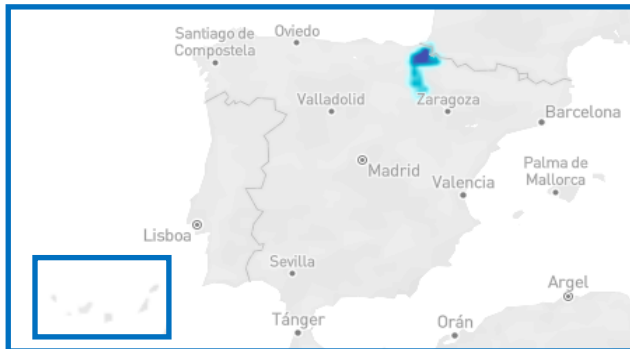 Santiago de
Compostela
Oviedo
Valladolid
Zaragoza
Barcelona
Madrid
Palma de
Mallorca
Valencia
Lisboa
Sevilla
Argel
Tánger
Orán